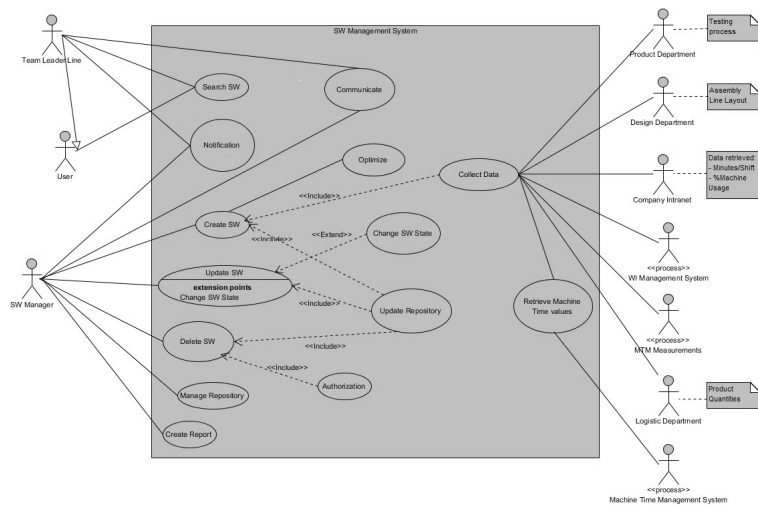 SW Management System
Team Leader Line
Search SW
Communicate
Notification
User
Optimize
Collect Data
<<Include>>
Create SW
<<Include>>
<<Extend>>
Change SW State
Update SW
extension points
Change SW State
<<Include>>
Update Repository
SW Manager
Delete SW
<<Include>>
<<Include>>
Authorization
Manage Repository
Create Report
Retrieve Machine
Time values
Product Department
Testing
process
Design Department
Assembly
Line Layout
Company Intranet
Data retrieved:
- Minutes/Shift
- %Machine
Usage
<<process>>
WI Management System
<<process>>
MTM Measurements
Logistic Department
Product
Quantities
<<process>>
Machine Time Management System